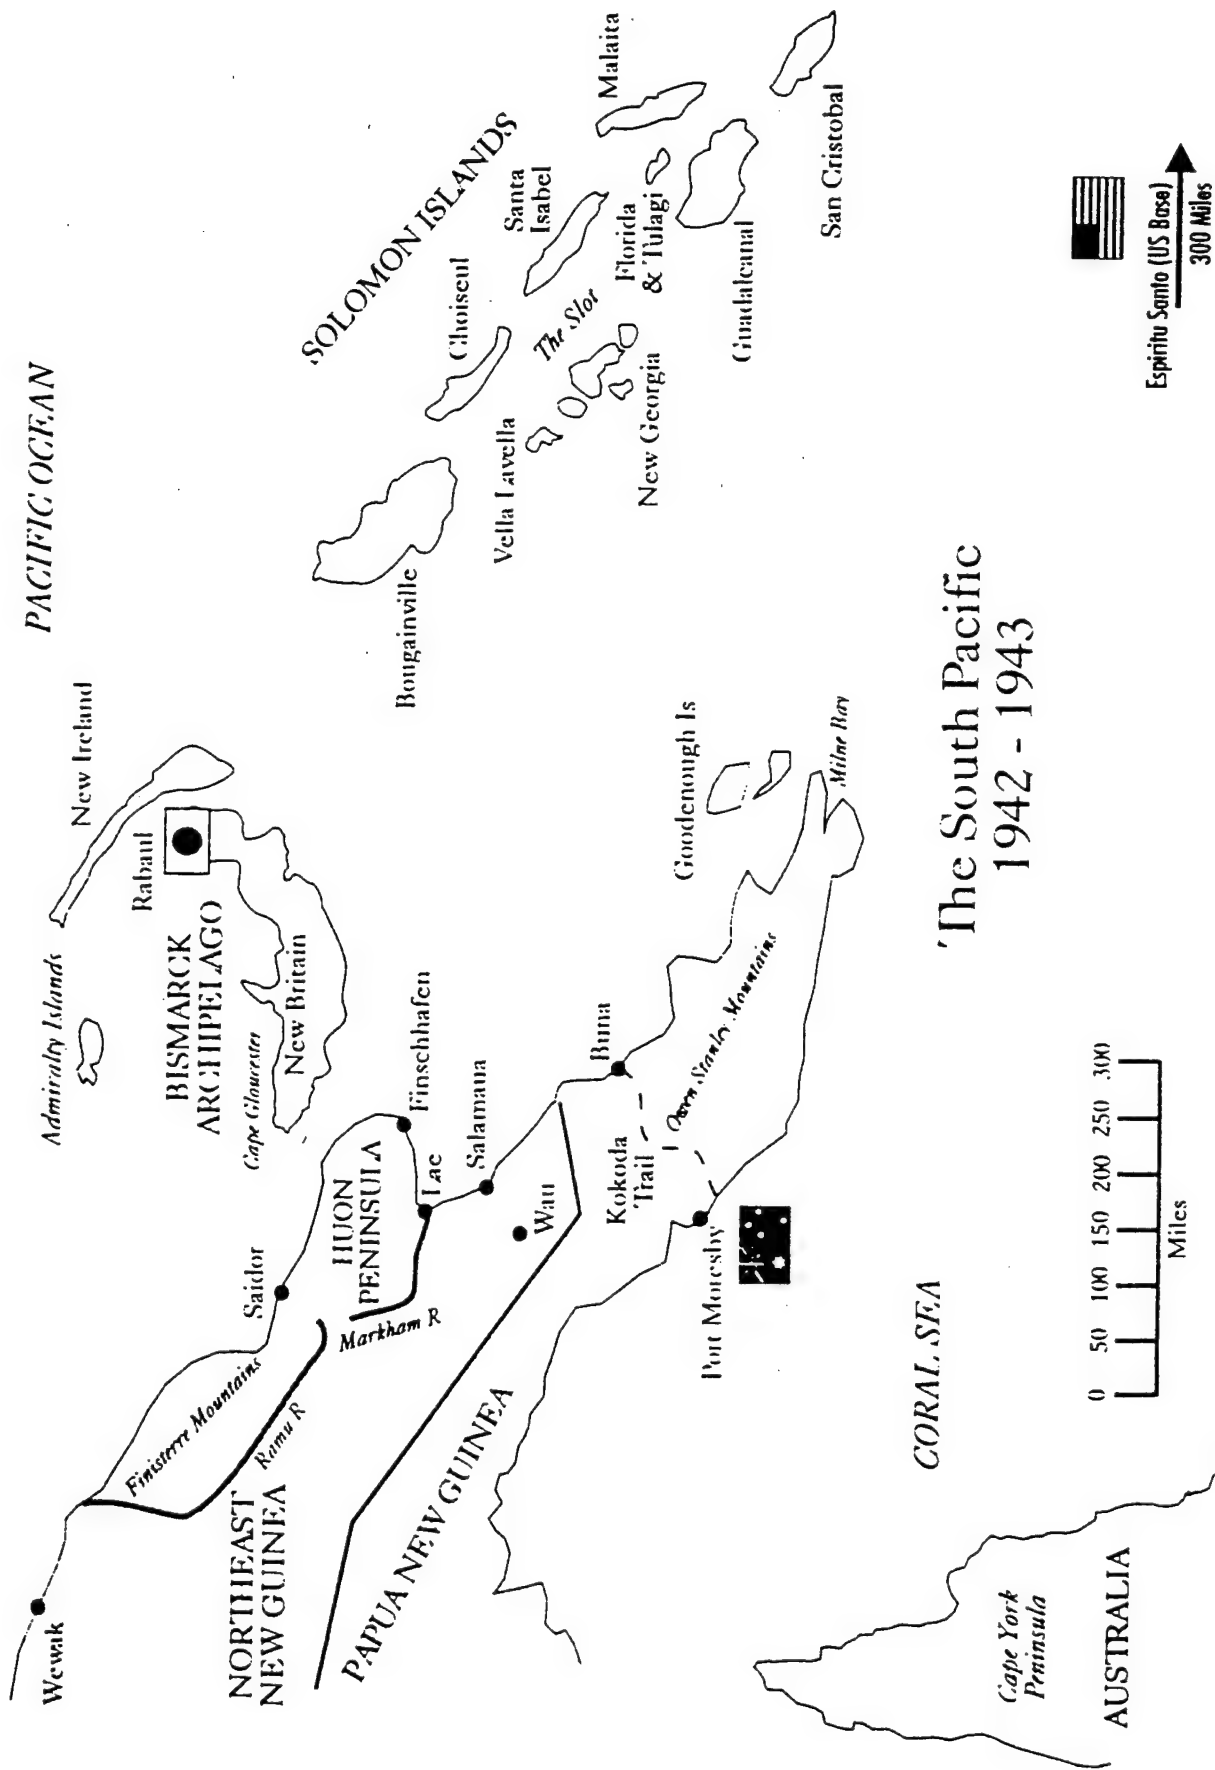 PACIFIC OCEAN
Admiralty Islands
New Ireland
Rabaul
BISMARCK
ARCHIPELAGO
Cape Gloucester
New Britain
Wewak
Finisterre Mountains
Saidor
Ramu R
NORTHEAST
NEW GUINEA
HUON
PENINSULA
Markham R
Finschhafen
Lae
Salamaua
Wau
PAPUA NEW GUINEA
Buna
Kokoda
Trail
Owen Stanley Mountains
Port Moresby
Goodenough Is
Milne Bay
SOLOMON ISLANDS
Bougainville
Choiseul
Vella Lavella
The Slot
New Georgia
Santa
Isabel
Florida
& Tulagi
Malaita
Guadalcanal
San Cristobal
CORAL SEA
Cape York
Peninsula
AUSTRALIA
The South Pacific
1942 - 1943
0 50 100 150 200 250 300
Miles
Espiritu Santo (US Base)
300 Miles